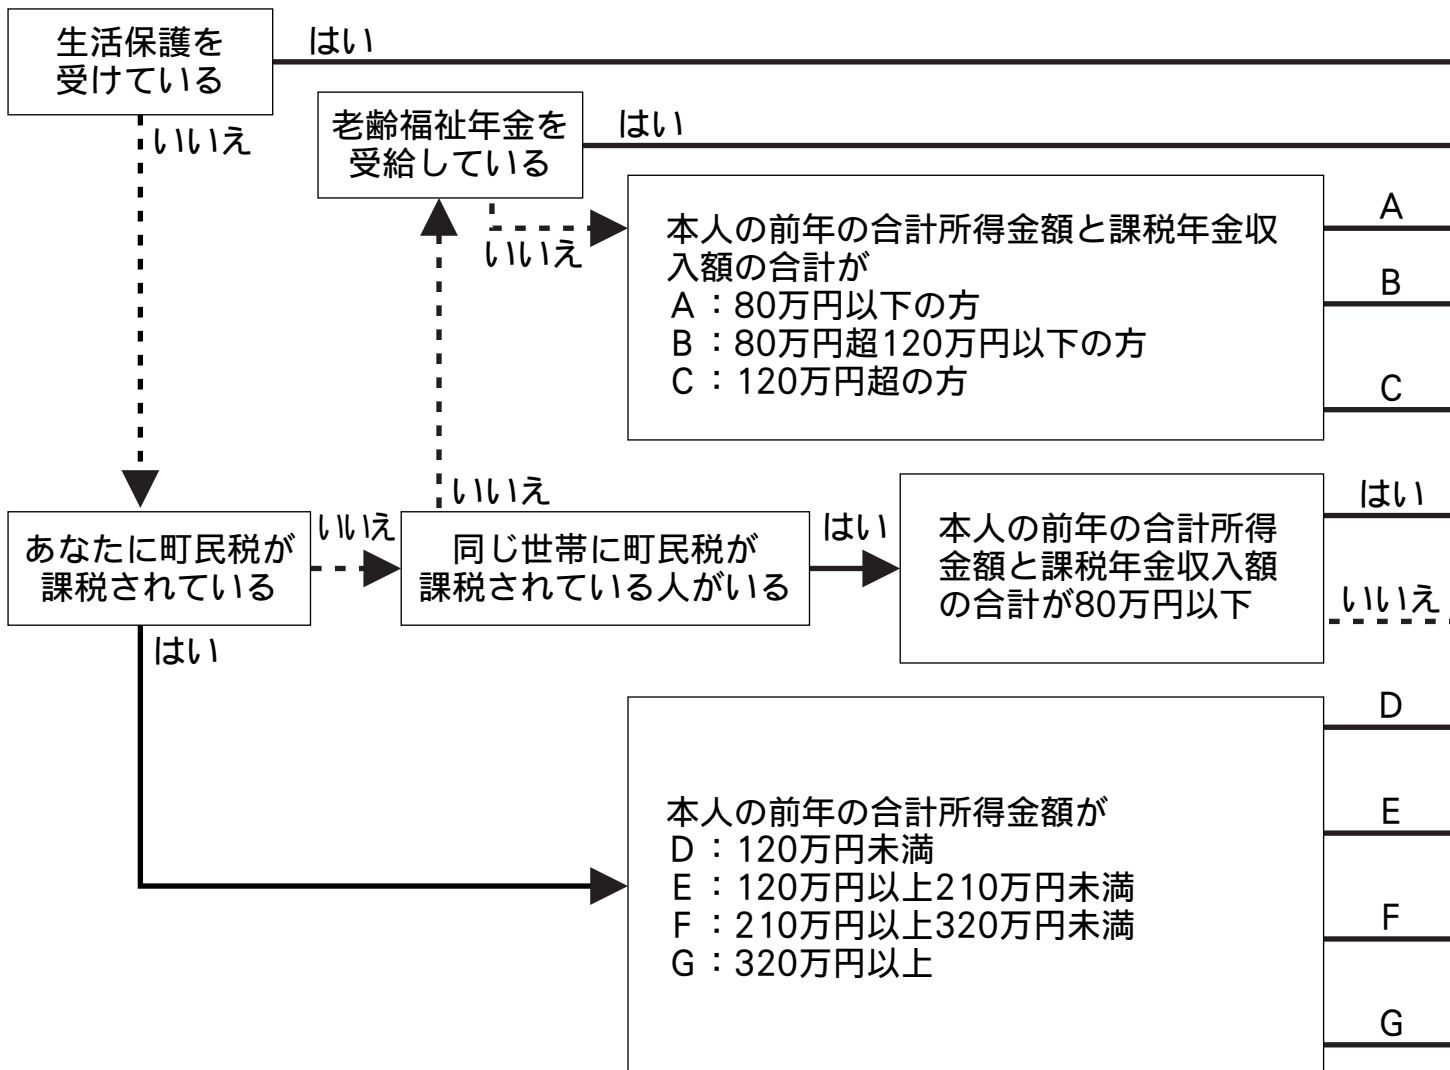 生活保護を
受けている
はい
いいえ
老齢福祉年金を
受給している
はい
いいえ
本人の前年の合計所得金額と課税年金収
入額の合計が
A：80万円以下の方
B：80万円超120万円以下の方
C：120万円超の方
A
B
C
あなたに町民税が
課税されている
いいえ
はい
同じ世帯に町民税が
課税されている人がいる
いいえ
はい
本人の前年の合計所得
金額と課税年金収入額
の合計が80万円以下
はい
いいえ
本人の前年の合計所得金額が
D：120万円未満
E：120万円以上210万円未満
F：210万円以上320万円未満
G：320万円以上
D
E
F
G